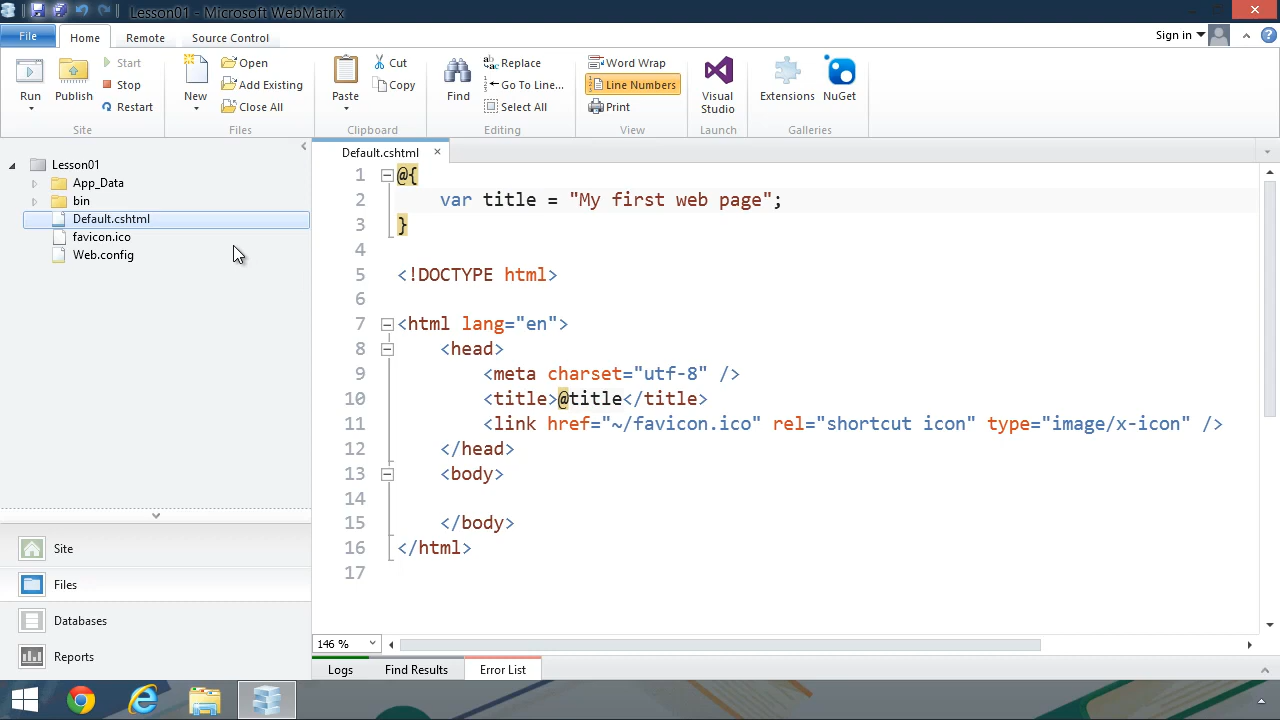 Lesson01 - Microsoft WebMatrix
File Home Remote Source Control Sign in
Run Publish Start Stop Restart
New Open Add Existing Close All
Paste Cut Copy
Find Replace Go To Line... Select All
Word Wrap Line Numbers Print
Visual Studio
Extensions NuGet
Site Files Clipboard Editing View Launch Galleries
Lesson01
App_Data
bin
Default.cshtml
favicon.ico
Web.config
Site
Files
Databases
Reports
Default.cshtml
1 @{
2 var title = "My first web page";
3 }
4
5 <!DOCTYPE html>
6
7 <html lang="en">
8 <head>
9 <meta charset="utf-8" />
10 <title>@title</title>
11 <link href="~/favicon.ico" rel="shortcut icon" type="image/x-icon" />
12 </head>
13 <body>
14
15 </body>
16 </html>
17
146 %
Logs Find Results Error List